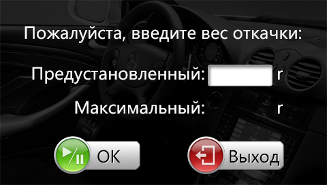 Пожалуйста, введите вес откачки:
Предустановленный: г
Максимальный: г
OK Выход